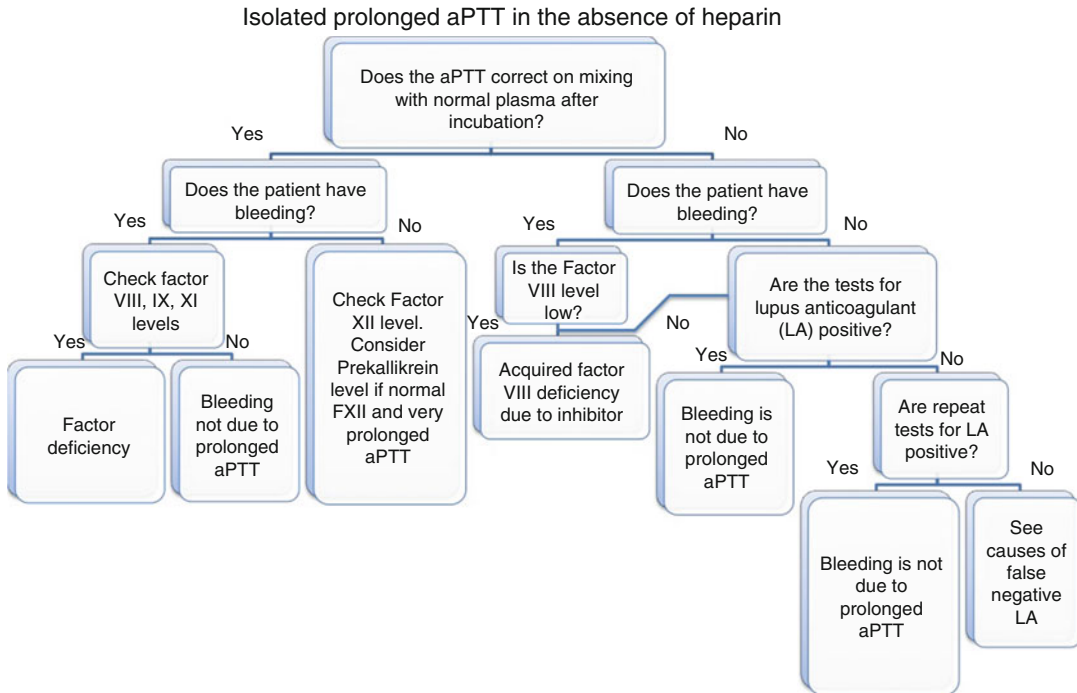 Isolated prolonged aPTT in the absence of heparin
Does the aPTT correct on mixing
with normal plasma after
incubation?
Yes
No
Does the patient have
bleeding?
Does the patient have
bleeding?
Yes
No
Yes
No
Check factor
VIII, IX, XI
levels
Check Factor
XII level.
Consider
Prekallikrein
level if normal
FXII and very
prolonged
aPTT
Is the Factor
VIII level
low?
Are the tests for
lupus anticoagulant
(LA) positive?
Yes
No
Yes
No
Yes
No
Factor
deficiency
Bleeding
not due to
prolonged
aPTT
Acquired factor
VIII deficiency
due to inhibitor
Bleeding is
not due to
prolonged
aPTT
Are repeat
tests for LA
positive?
Yes
No
Bleeding is not
due to
prolonged
aPTT
See
causes of
false
negative
LA